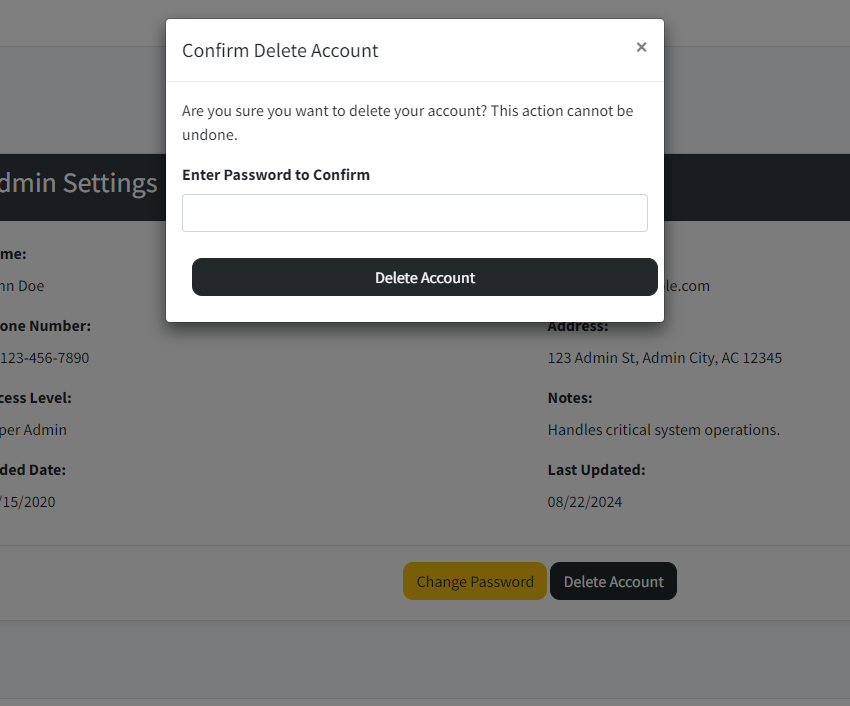 Confirm Delete Account ×
Are you sure you want to delete your account? This action cannot be
undone.
Enter Password to Confirm
Delete Account
dmin Settings
me:
nn Doe
le.com
one Number:
Address:
123-456-7890
123 Admin St, Admin City, AC 12345
cess Level:
Notes:
per Admin
Handles critical system operations.
ded Date:
Last Updated:
/15/2020
08/22/2024
Change Password
Delete Account